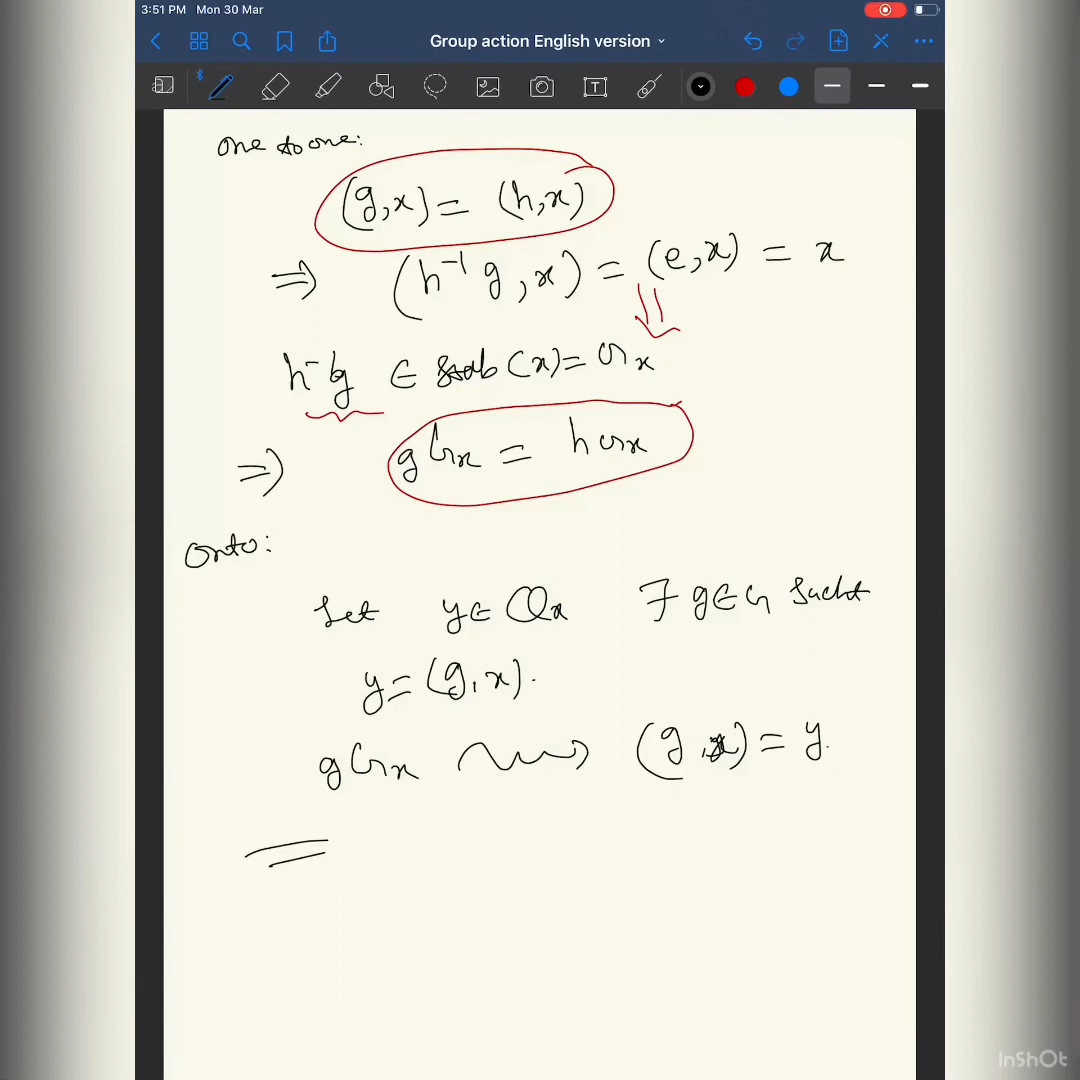 3:51 PM Mon 30 Mar
Group action English version
T
One to one:
(g,x) = (h,x)
⇒ (h⁻¹g,x) = (e,x) = x
⇓
h⁻¹g ∈ Stab(x) = Gx
⇒ gGx = hGx
Onto:
Let y ∈ Ox ∃ g ∈ G such t
y = (g,x).
gGx ⇝ (g,x) = y.
InShOt